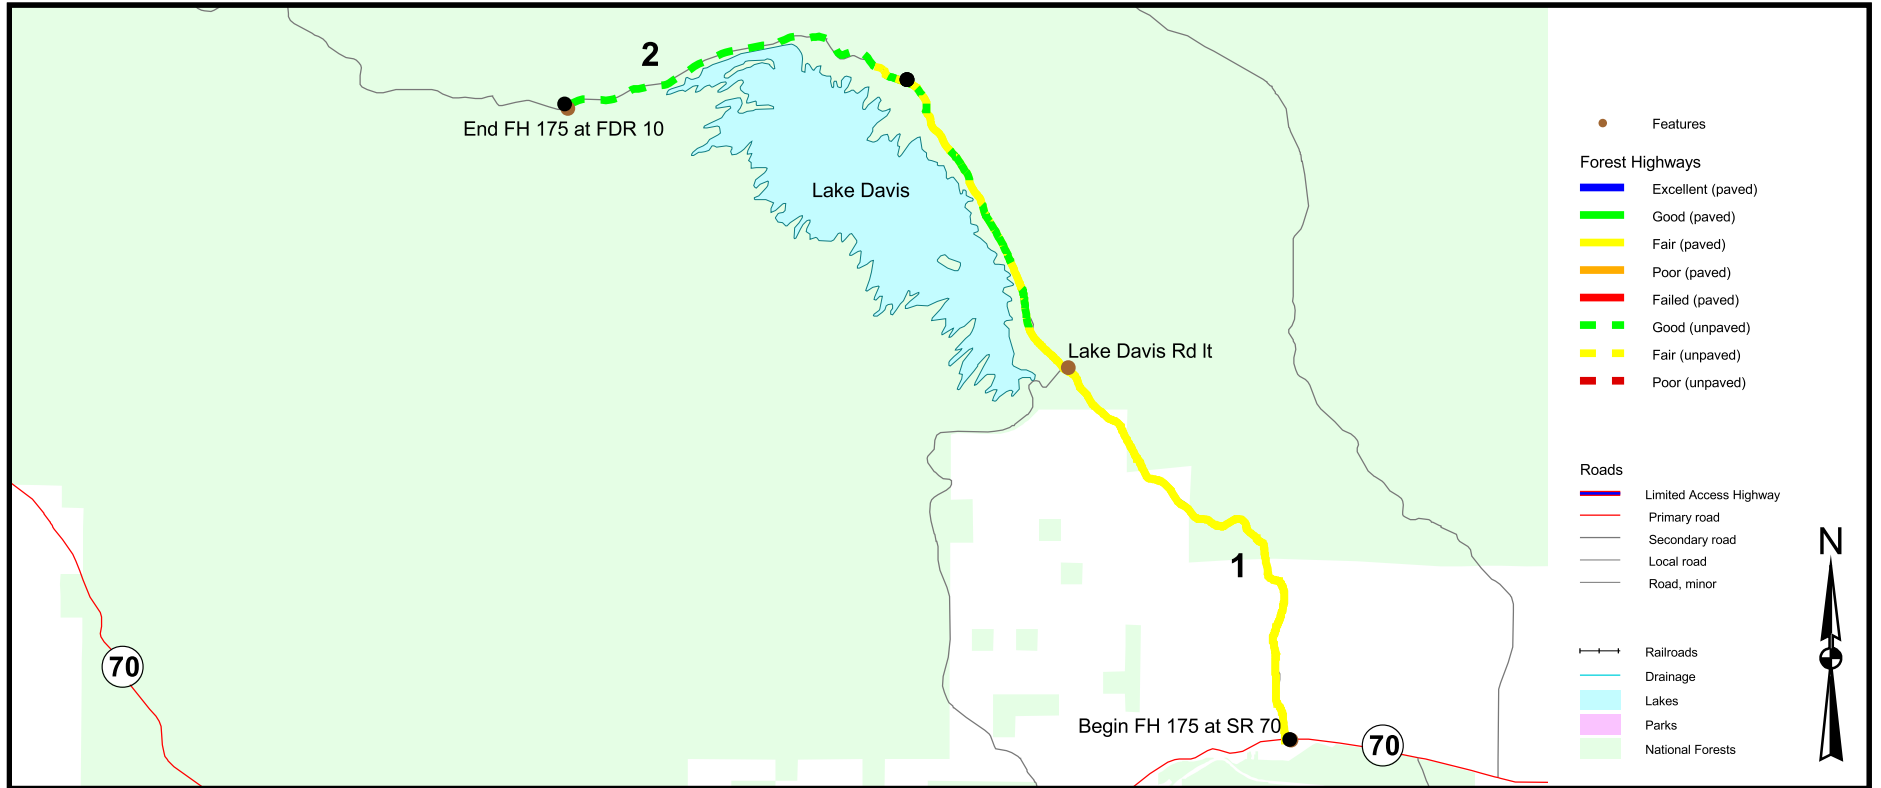 2
End FH 175 at FDR 10
Lake Davis
Lake Davis Rd lt
1
70
Begin FH 175 at SR 70
70
Features
Forest Highways
Excellent (paved)
Good (paved)
Fair (paved)
Poor (paved)
Failed (paved)
Good (unpaved)
Fair (unpaved)
Poor (unpaved)
Roads
Limited Access Highway
Primary road
Secondary road
Local road
Road, minor
Railroads
Drainage
Lakes
Parks
National Forests
N